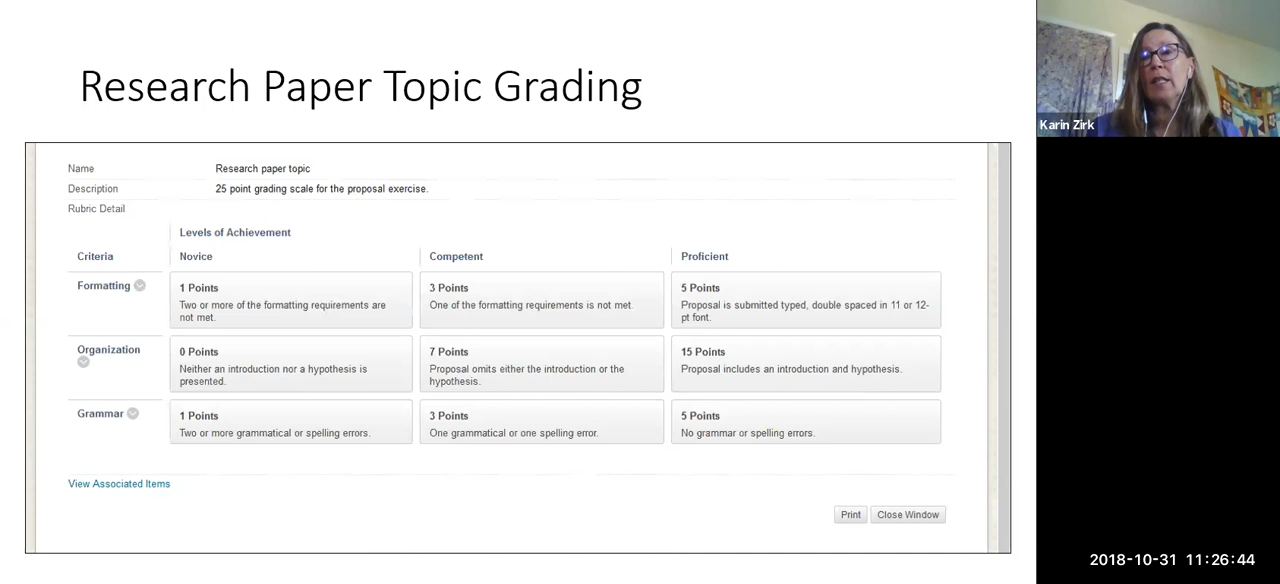 Research Paper Topic Grading
Karin Zirk
Name Research paper topic
Description 25 point grading scale for the proposal exercise.
Rubric Detail
Levels of Achievement
Criteria Novice Competent Proficient
Formatting
1 Points
Two or more of the formatting requirements are
not met.
3 Points
One of the formatting requirements is not met.
5 Points
Proposal is submitted typed, double spaced in 11 or 12-
pt font.
Organization
0 Points
Neither an introduction nor a hypothesis is
presented.
7 Points
Proposal omits either the introduction or the
hypothesis.
15 Points
Proposal includes an introduction and hypothesis.
Grammar
1 Points
Two or more grammatical or spelling errors.
3 Points
One grammatical or one spelling error.
5 Points
No grammar or spelling errors.
View Associated Items
Print Close Window
2018-10-31 11:26:44